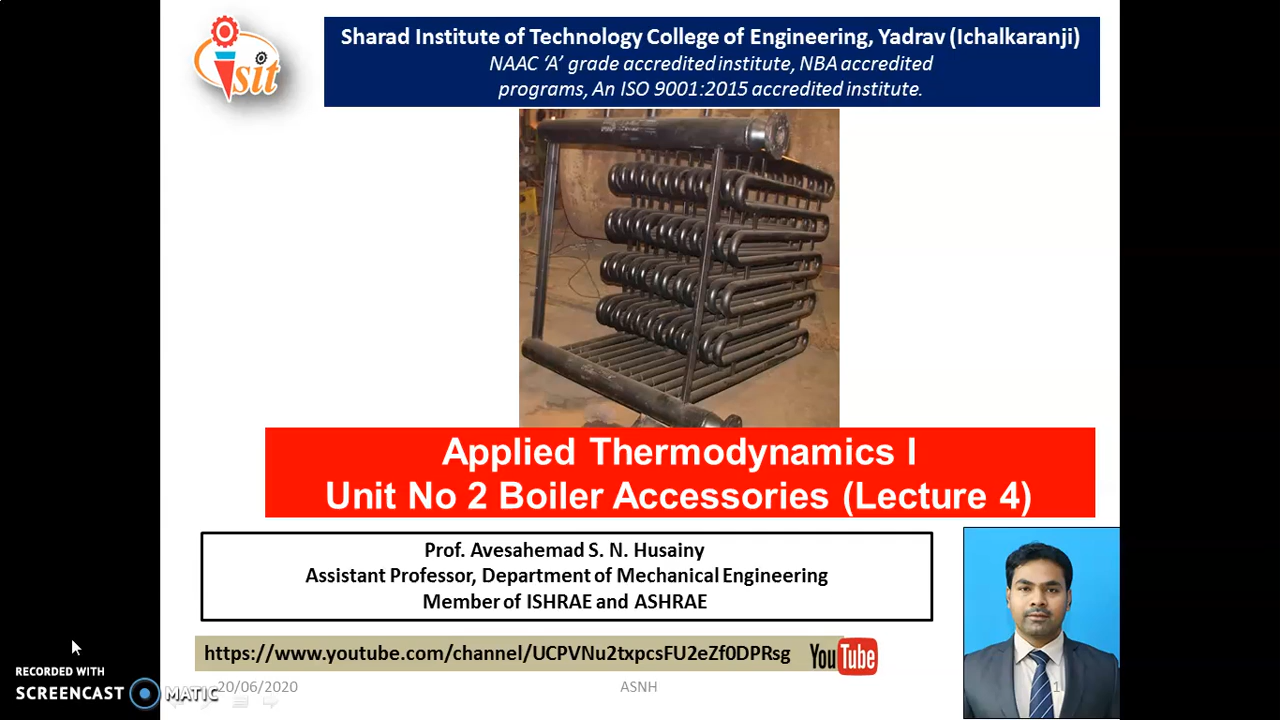 isit
Sharad Institute of Technology College of Engineering, Yadrav (Ichalkaranji)
NAAC ‘A’ grade accredited institute, NBA accredited
programs, An ISO 9001:2015 accredited institute.
Applied Thermodynamics I
Unit No 2 Boiler Accessories (Lecture 4)
Prof. Avesahemad S. N. Husainy
Assistant Professor, Department of Mechanical Engineering
Member of ISHRAE and ASHRAE
https://www.youtube.com/channel/UCPVNu2txpcsFU2eZf0DPRsg
YouTube
RECORDED WITH
SCREENCAST MATIC
20/06/2020
ASNH
1